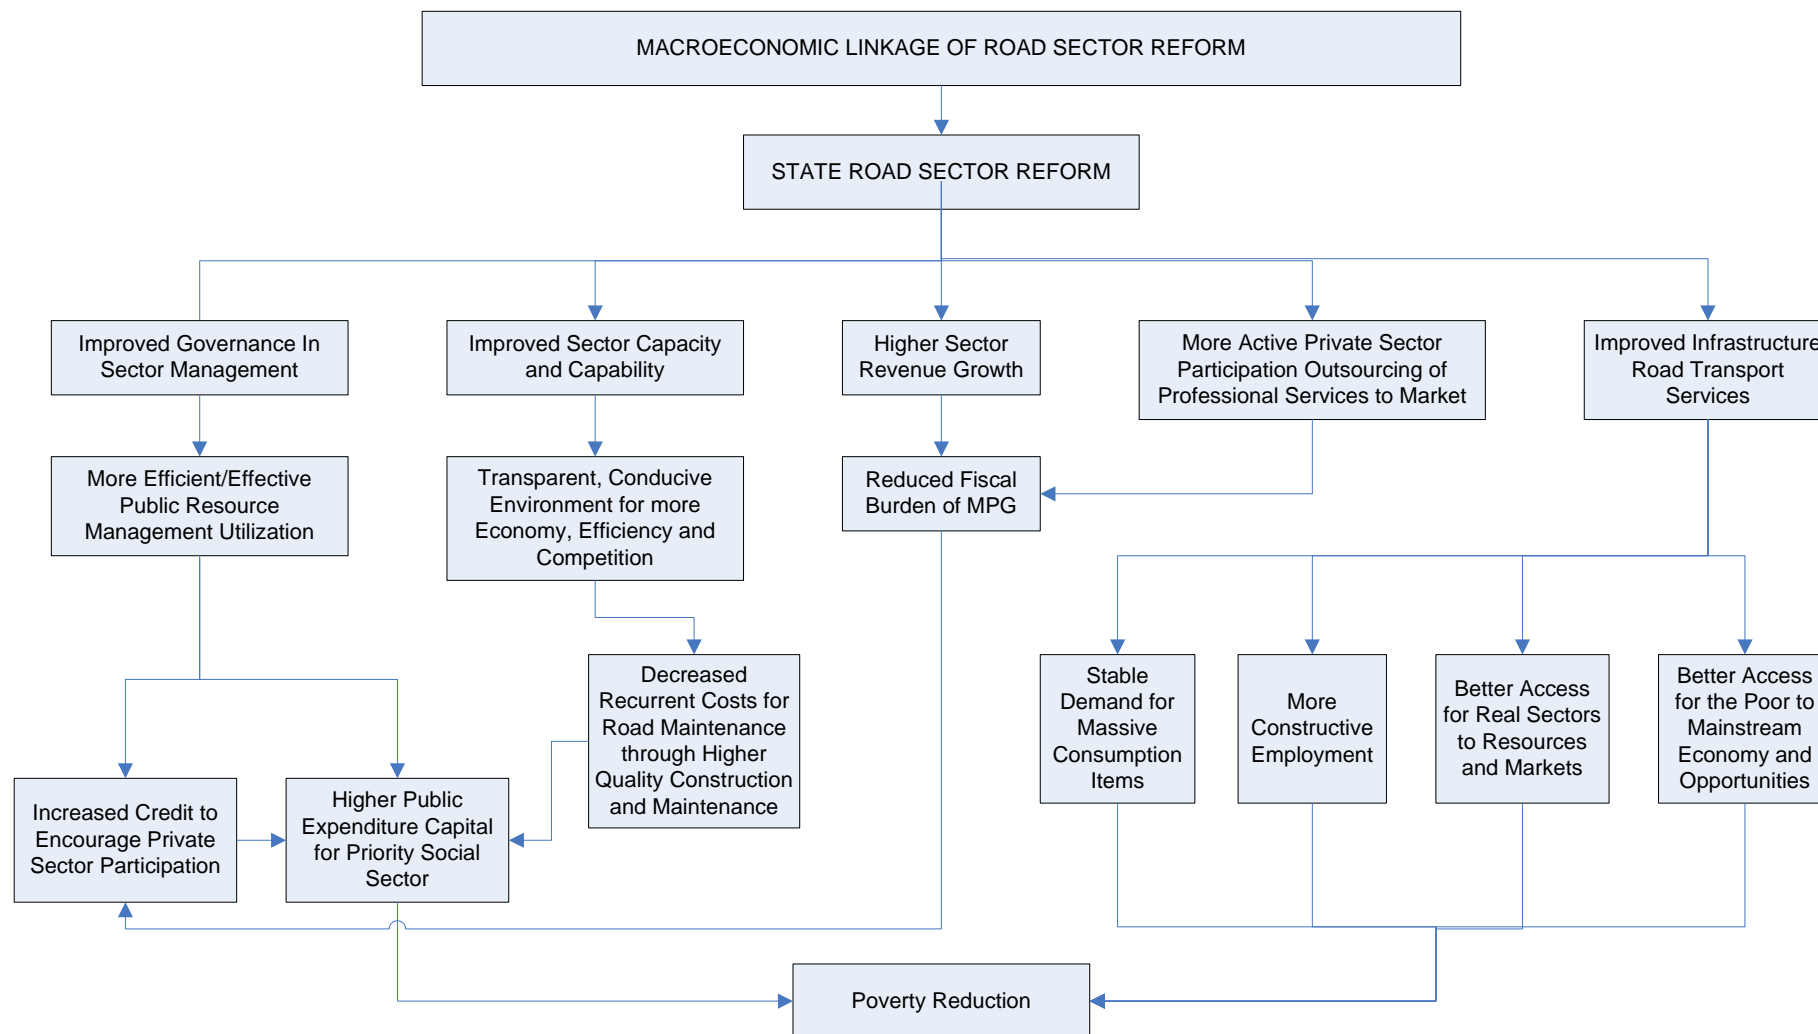 MACROECONOMIC LINKAGE OF ROAD SECTOR REFORM
STATE ROAD SECTOR REFORM
Improved Governance In
Sector Management
Improved Sector Capacity
and Capability
Higher Sector
Revenue Growth
More Active Private Sector
Participation Outsourcing of
Professional Services to Market
Improved Infrastructure
Road Transport
Services
More Efficient/Effective
Public Resource
Management Utilization
Transparent, Conducive
Environment for more
Economy, Efficiency and
Competition
Reduced Fiscal
Burden of MPG
Decreased
Recurrent Costs for
Road Maintenance
through Higher
Quality Construction
and Maintenance
Stable
Demand for
Massive
Consumption
Items
More
Constructive
Employment
Better Access
for Real Sectors
to Resources
and Markets
Better Access
for the Poor to
Mainstream
Economy and
Opportunities
Increased Credit to
Encourage Private
Sector Participation
Higher Public
Expenditure Capital
for Priority Social
Sector
Poverty Reduction